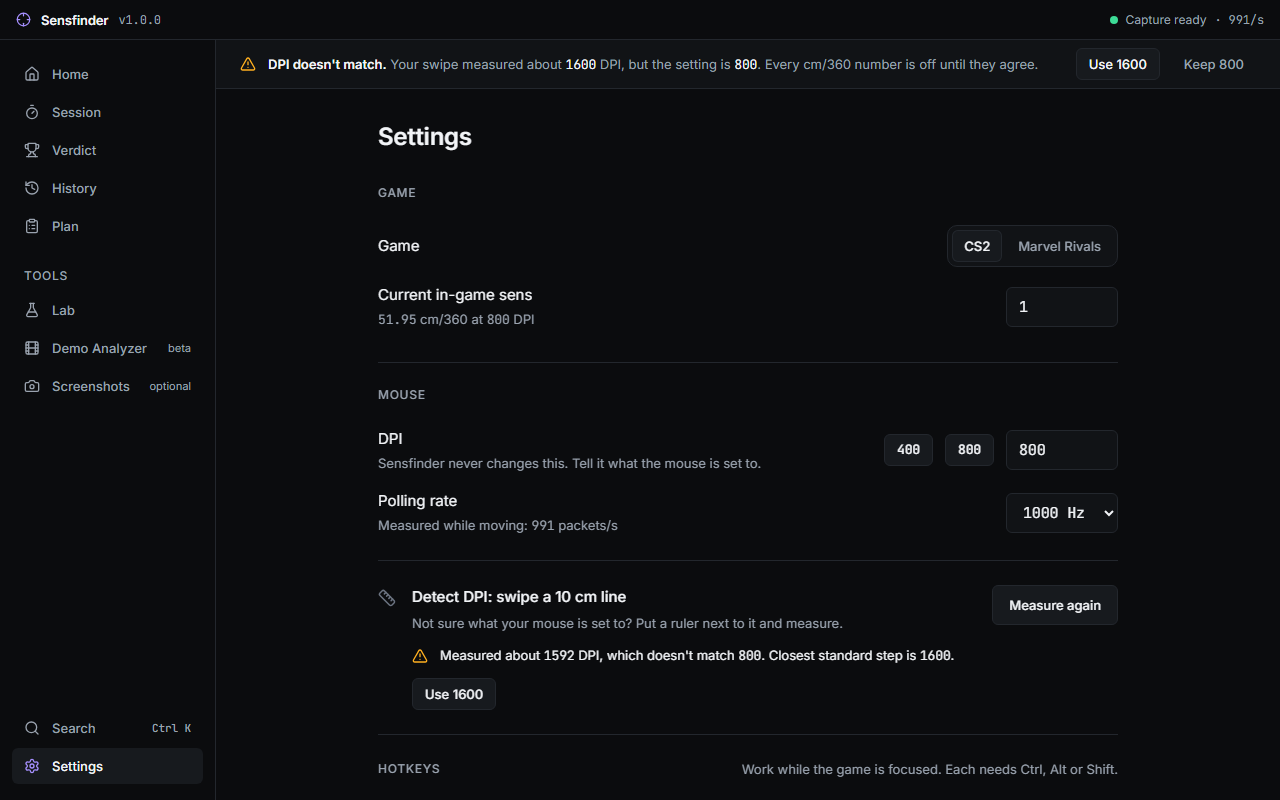 Sensfinder v1.0.0
Capture ready · 991/s
Home
Session
Verdict
History
Plan
TOOLS
Lab
Demo Analyzer beta
Screenshots optional
Search Ctrl K
Settings
DPI doesn't match. Your swipe measured about 1600 DPI, but the setting is 800. Every cm/360 number is off until they agree.
Use 1600
Keep 800
Settings
GAME
Game
CS2
Marvel Rivals
Current in-game sens
51.95 cm/360 at 800 DPI
1
MOUSE
DPI
Sensfinder never changes this. Tell it what the mouse is set to.
400
800
800
Polling rate
Measured while moving: 991 packets/s
1000 Hz
Detect DPI: swipe a 10 cm line
Not sure what your mouse is set to? Put a ruler next to it and measure.
Measure again
Measured about 1592 DPI, which doesn't match 800. Closest standard step is 1600.
Use 1600
HOTKEYS
Work while the game is focused. Each needs Ctrl, Alt or Shift.